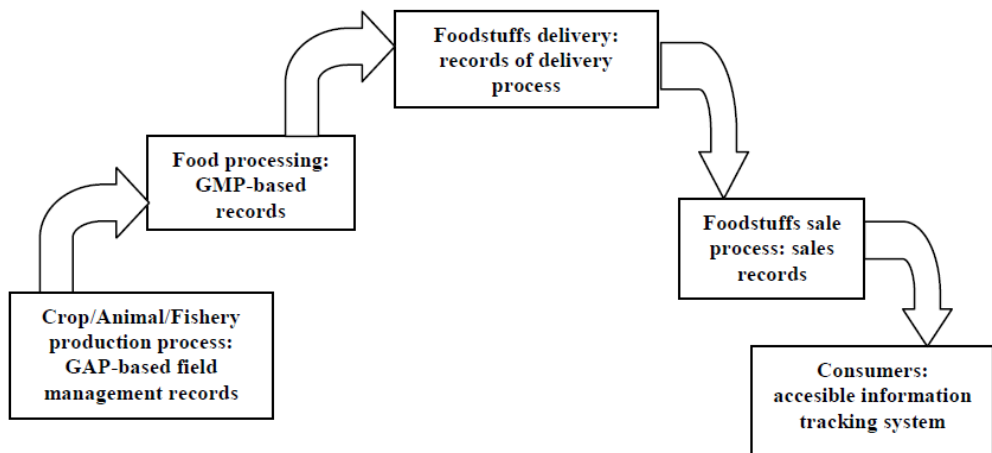 Crop/Animal/Fishery
production process:
GAP-based field
management records
Food processing:
GMP-based
records
Foodstuffs delivery:
records of delivery
process
Foodstuffs sale
process: sales
records
Consumers:
accesible information
tracking system